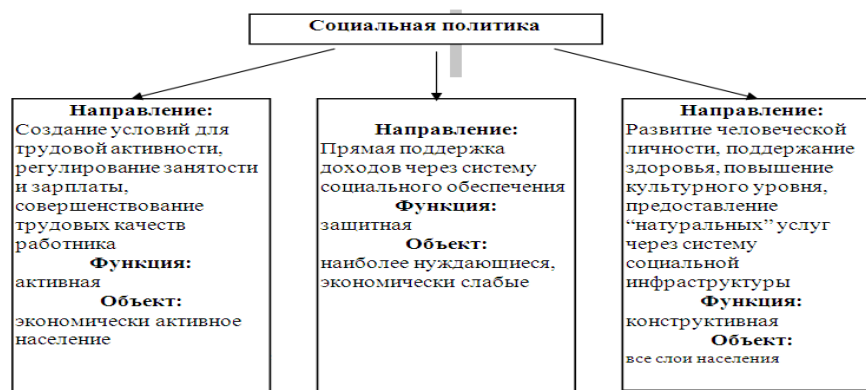 Социальная политика
Направление:
Создание условий для
трудовой активности,
регулирование занятости
и зарплаты,
совершенствование
трудовых качеств
работника
Функция:
активная
Объект:
экономически активное
население
Направление:
Прямая поддержка
доходов через систему
социального обеспечения
Функция:
зашитная
Объект:
наиболее нуждающиеся,
экономически слабые
Направление:
Развитие человеческой
личности, поддержание
здоровья, повышение
культурного уровня,
предоставление
“натуральных” услуг
через систему
социальной
инфраструктуры
Функция:
конструктивная
Объект:
все слои населения